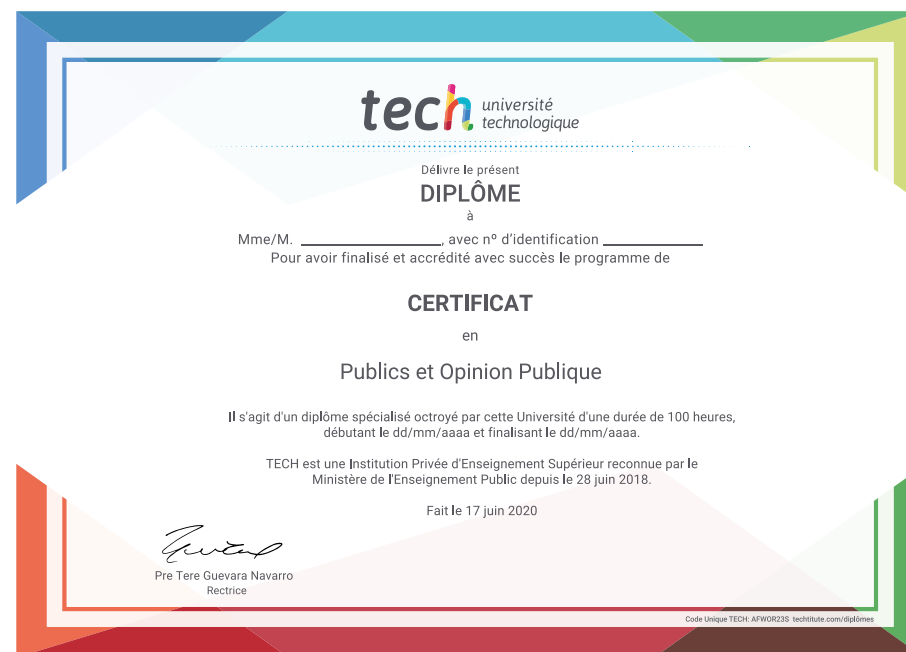 tech université
technologique
Délivre le présent
DIPLÔME
à
Mme/M. ____________________, avec nº d'identification ______________
Pour avoir finalisé et accrédité avec succès le programme de
CERTIFICAT
en
Publics et Opinion Publique
Il s'agit d'un diplôme spécialisé octroyé par cette Université d'une durée de 100 heures,
débutant le dd/mm/aaaa et finalisant le dd/mm/aaaa.
TECH est une Institution Privée d'Enseignement Supérieur reconnue par le
Ministère de l'Enseignement Public depuis le 28 juin 2018.
Fait le 17 juin 2020
Pre Tere Guevara Navarro
Rectrice
Code Unique TECH: AFWOR23S techtitute.com/diplômes